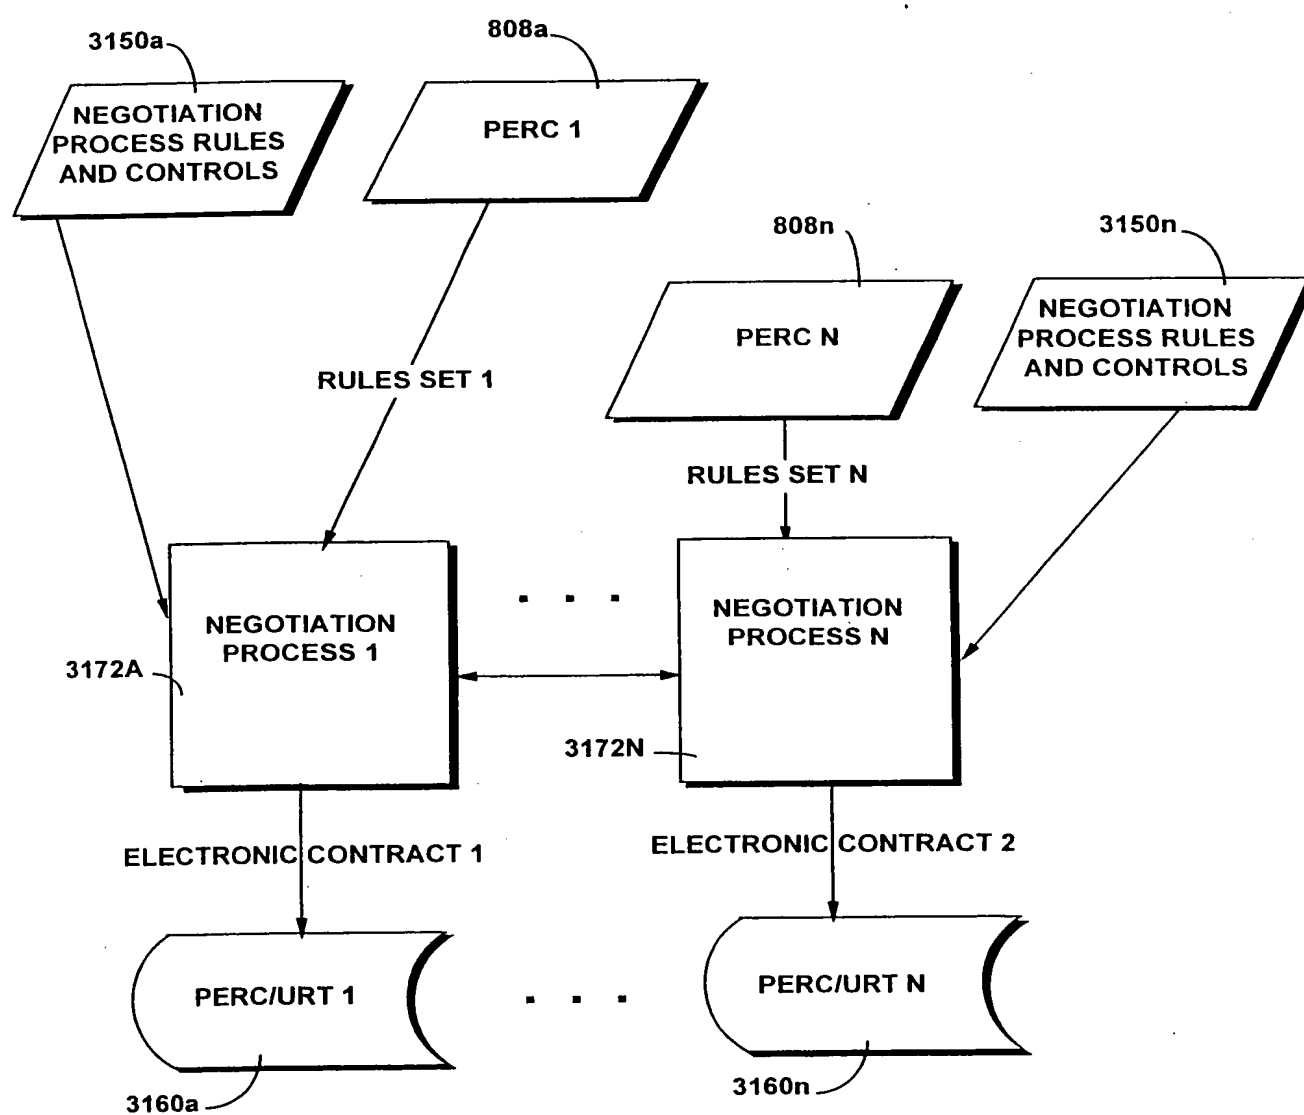 3150a
808a
NEGOTIATION
PROCESS RULES
AND CONTROLS
PERC 1
808n
3150n
PERC N
NEGOTIATION
PROCESS RULES
AND CONTROLS
RULES SET 1
RULES SET N
NEGOTIATION
PROCESS 1
. . .
NEGOTIATION
PROCESS N
3172A
3172N
ELECTRONIC CONTRACT 1
ELECTRONIC CONTRACT 2
PERC/URT 1
. . .
PERC/URT N
3160a
3160n